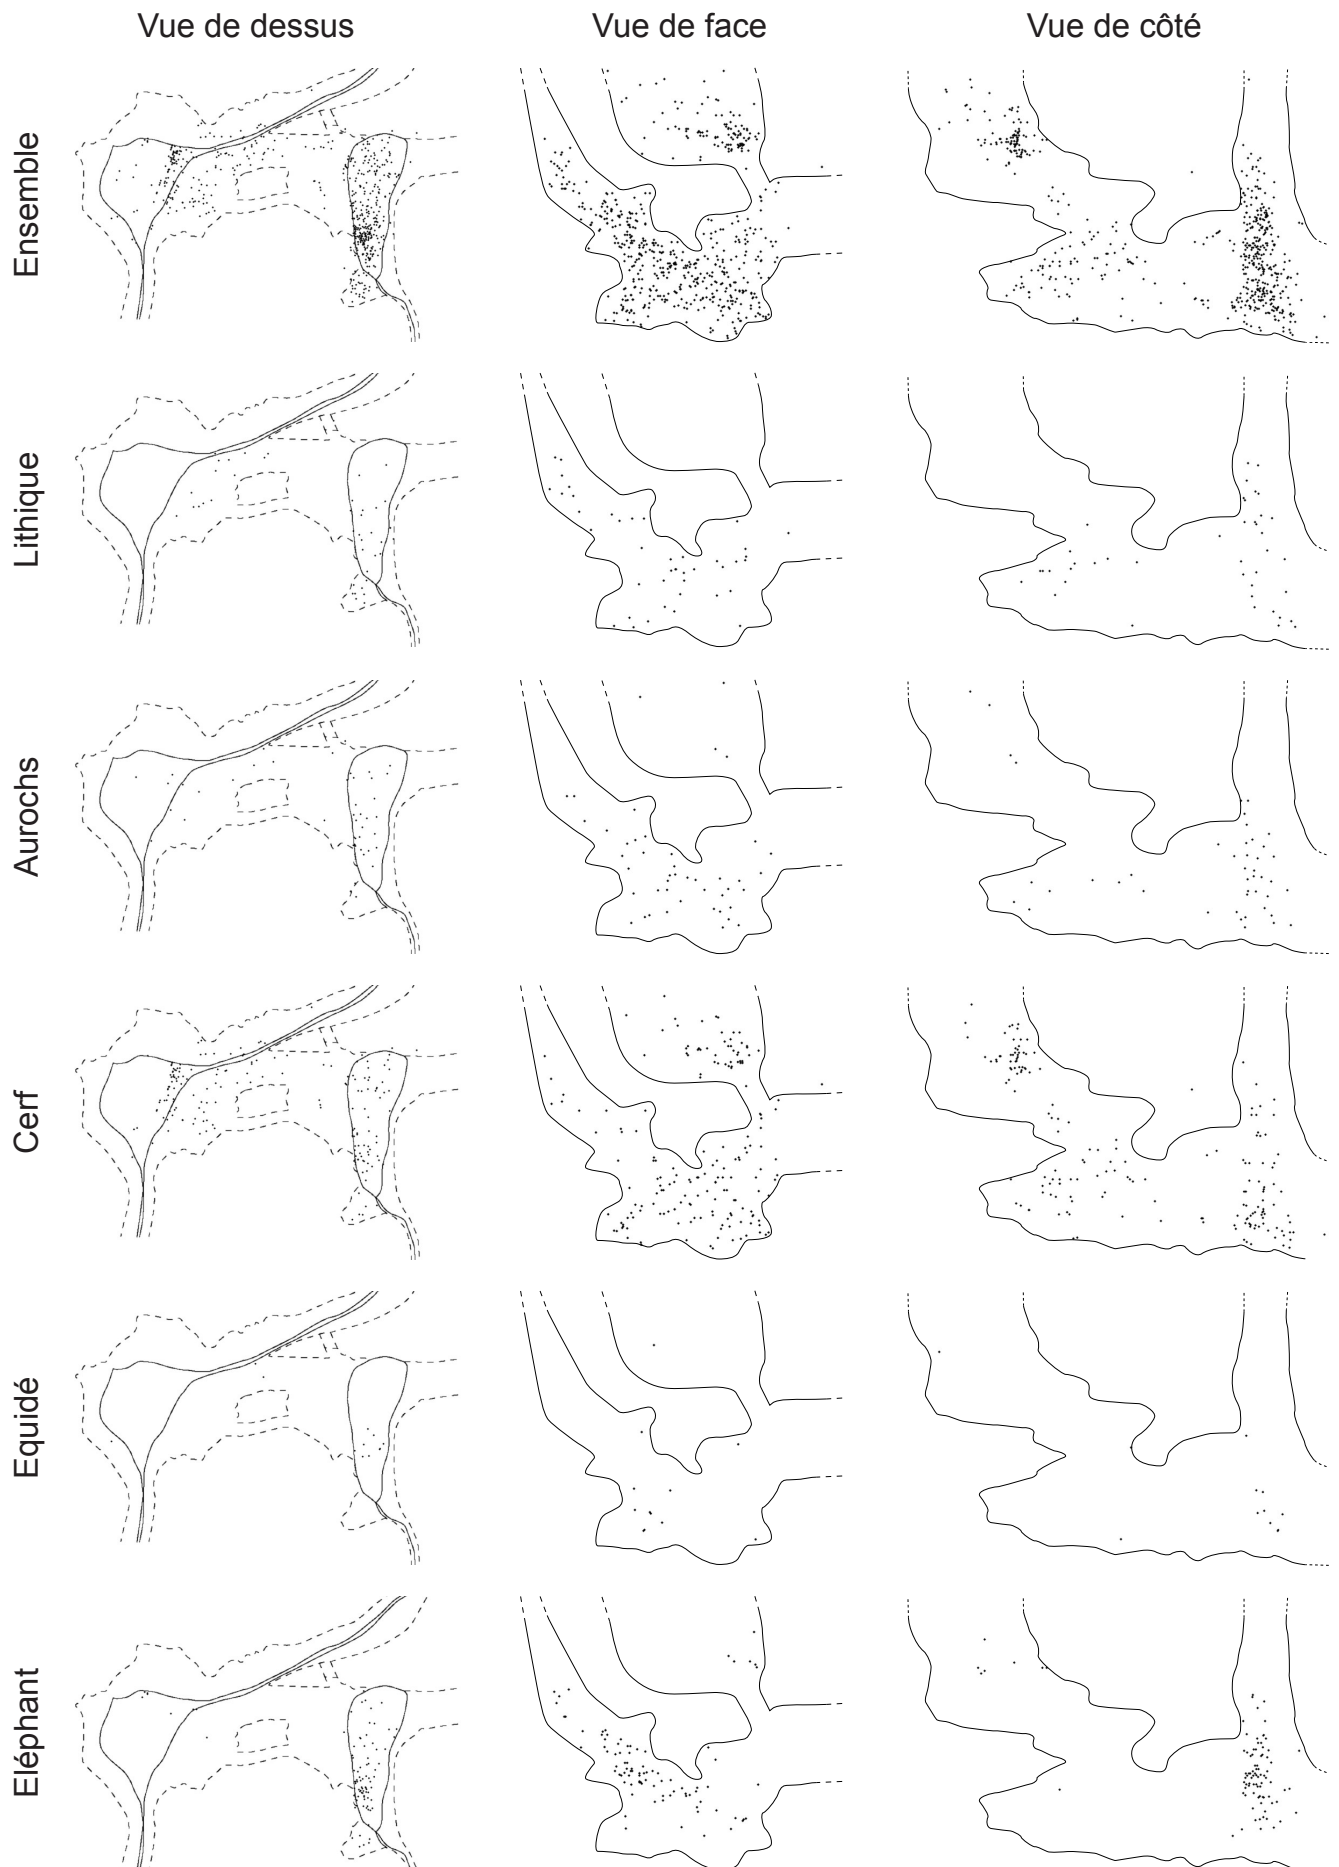 Vue de dessus
Vue de face
Vue de côté
Ensemble
Lithique
Aurochs
Cerf
Equidé
Eléphant